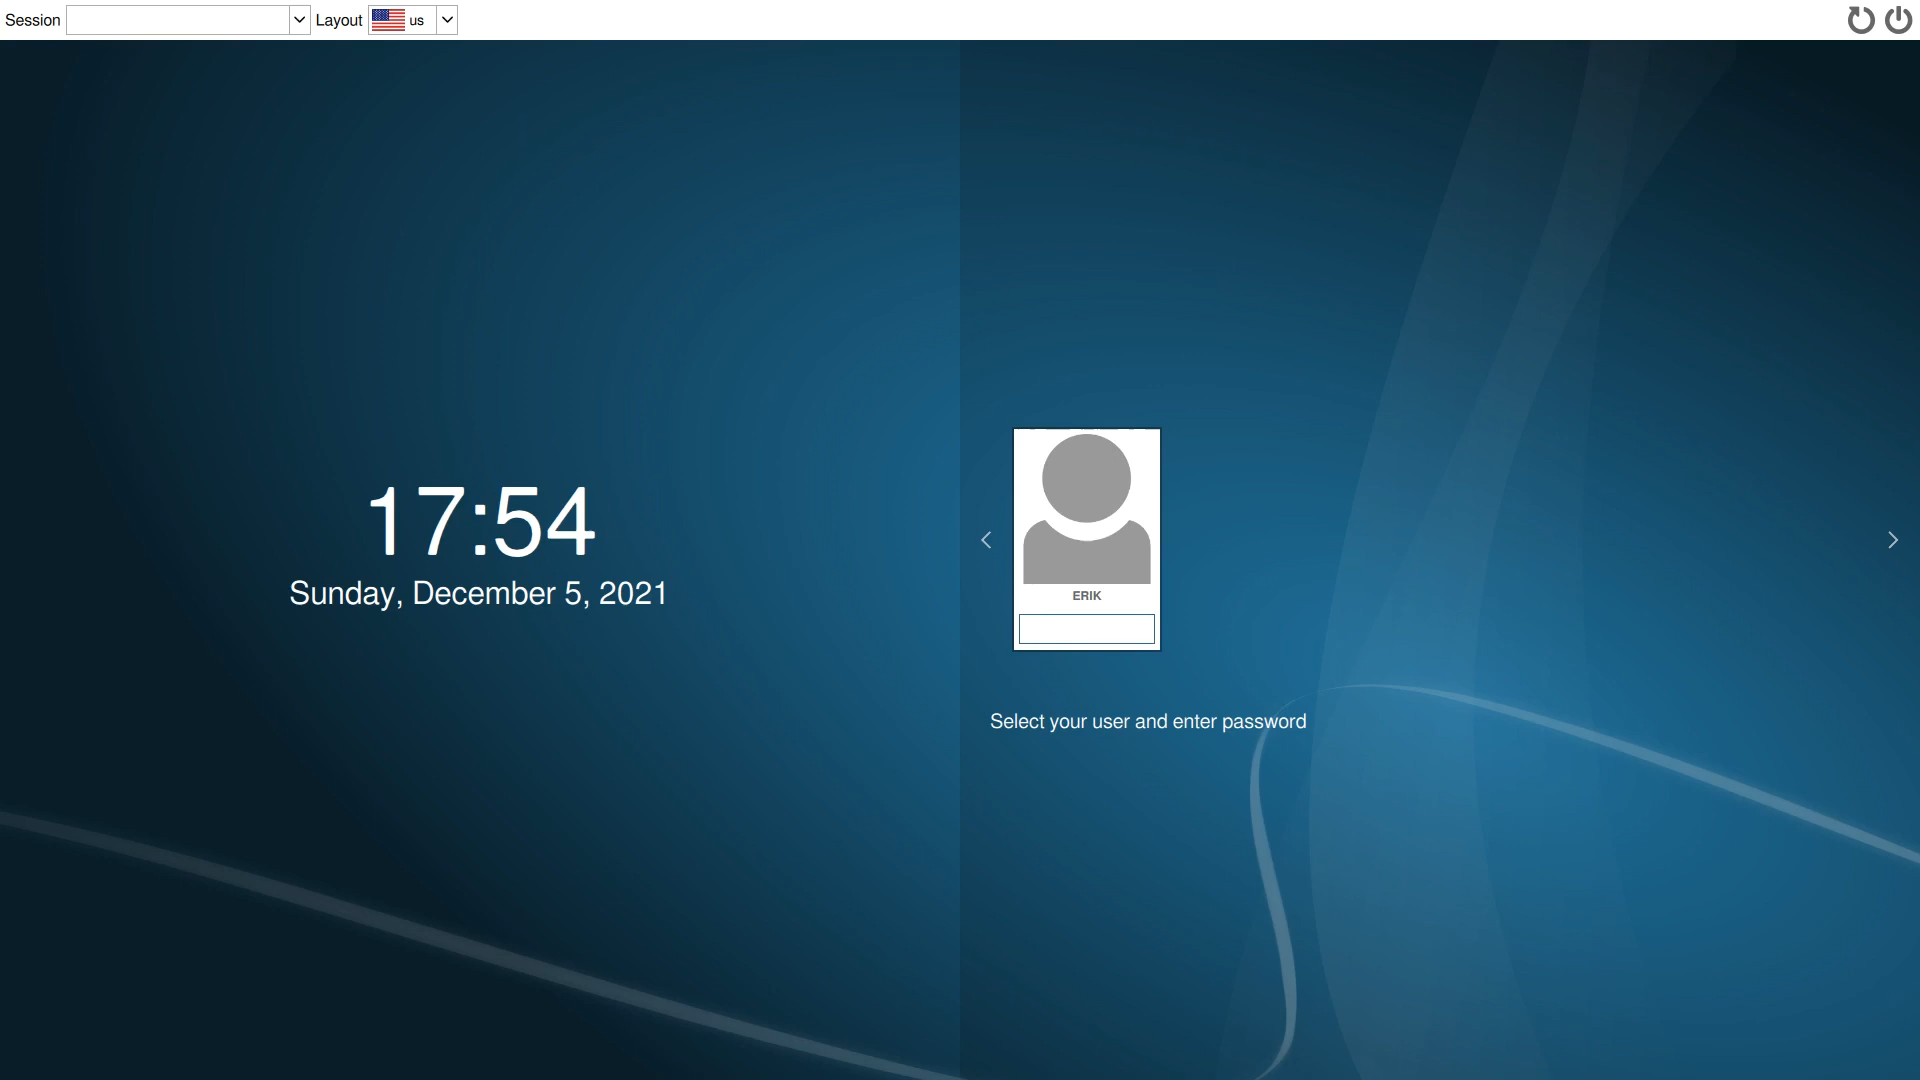 Session
Layout
us
17:54
Sunday, December 5, 2021
ERIK
Select your user and enter password